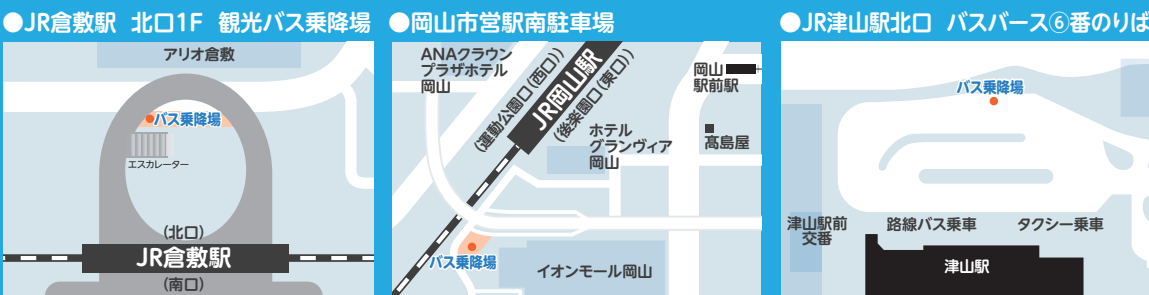 ●JR倉敷駅 北口1F 観光バス乗降場
アリオ倉敷
バス乗降場
エスカレーター
(北口)
JR倉敷駅
(南口)
●岡山市営駅南駐車場
ANAクラウン
プラザホテル
岡山
(運動公園口(西口))
JR岡山駅
(後楽園口(東口))
岡山
駅前駅
ホテル
グランヴィア
岡山
髙島屋
バス乗降場
イオンモール岡山
●JR津山駅北口 バスバース⑥番のりば
バス乗降場
津山駅前
交番
路線バス乗車
タクシー乗車
津山駅